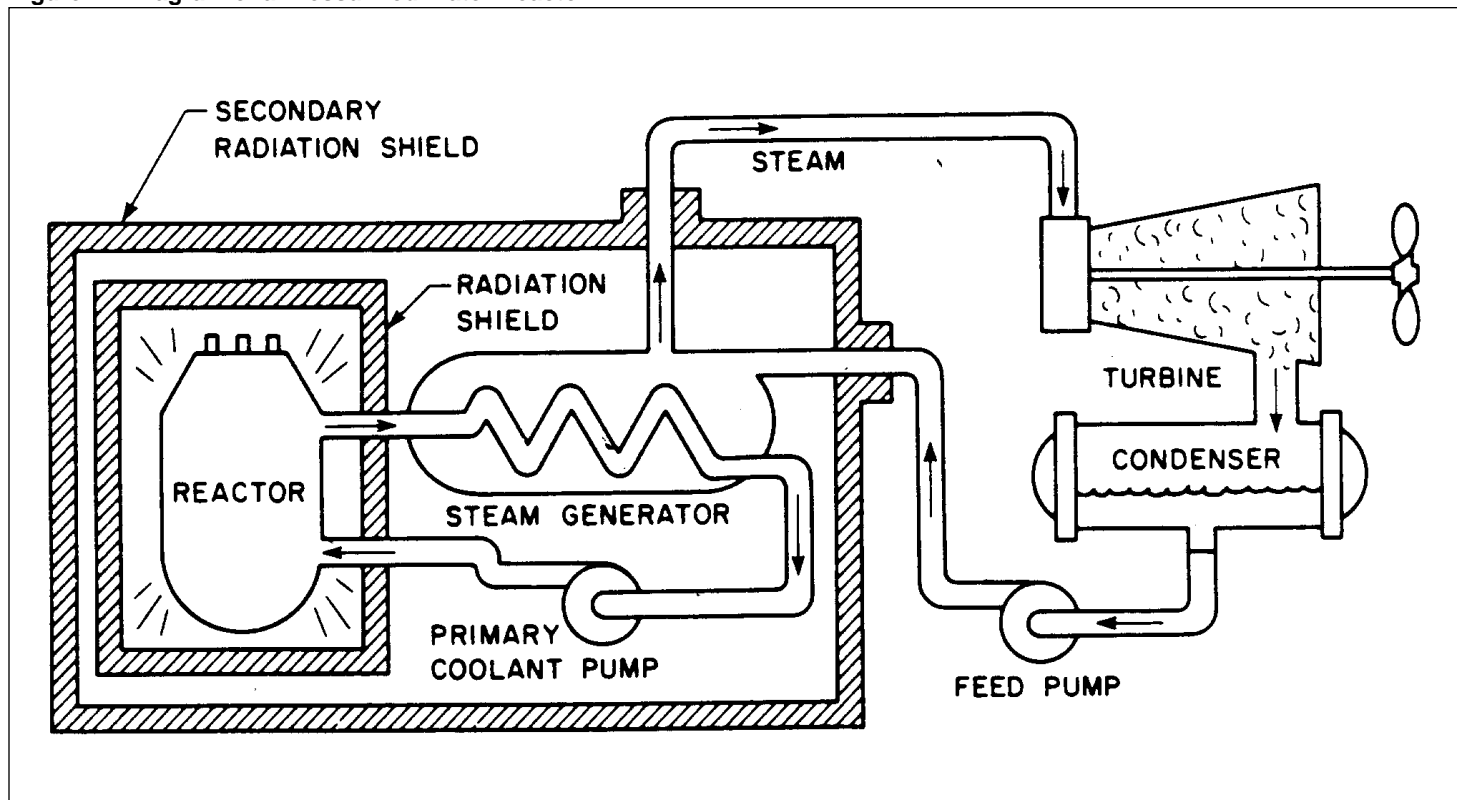 SECONDARY
RADIATION SHIELD
STEAM
RADIATION
SHIELD
TURBINE
CONDENSER
REACTOR
STEAM GENERATOR
PRIMARY
COOLANT PUMP
FEED PUMP